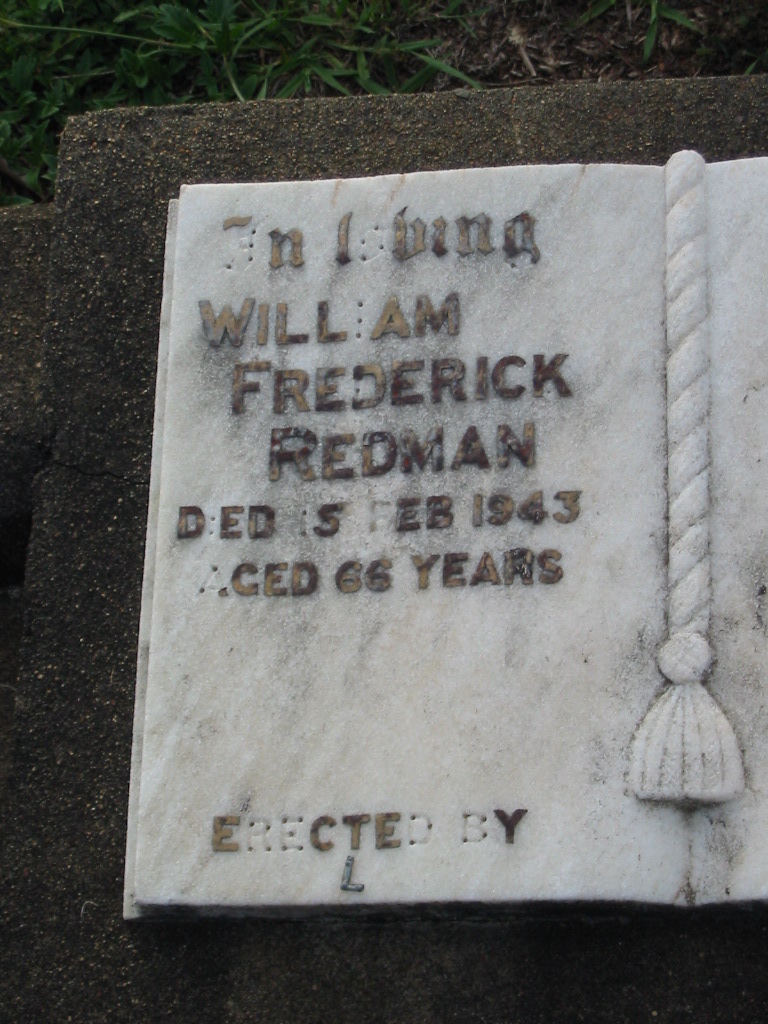 In Loving
WILLIAM
FREDERICK
REDMAN
DIED 15 FEB 1943
AGED 66 YEARS
ERECTED BY
L